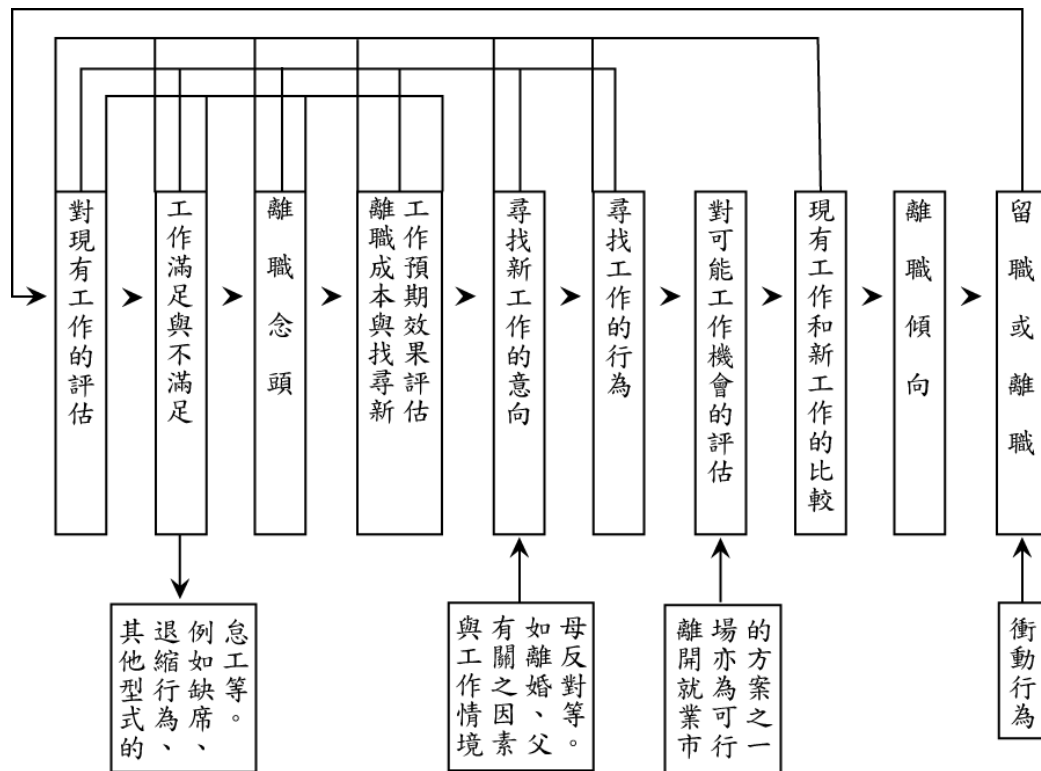 對現有工作的評估
工作滿足與不滿足
離職念頭
離職成本與找尋新
工作預期效果評估
尋找新工作的意向
尋找工作的行為
對可能工作機會的評估
現有工作和新工作的比較
離職傾向
留職或離職
其他型式的
退縮行為、
例如缺席、
怠工等。
與工作情境
有關之因素
如離婚、父
母反對等。
離開就業市
場亦為可行
的方案之一
衝動行為